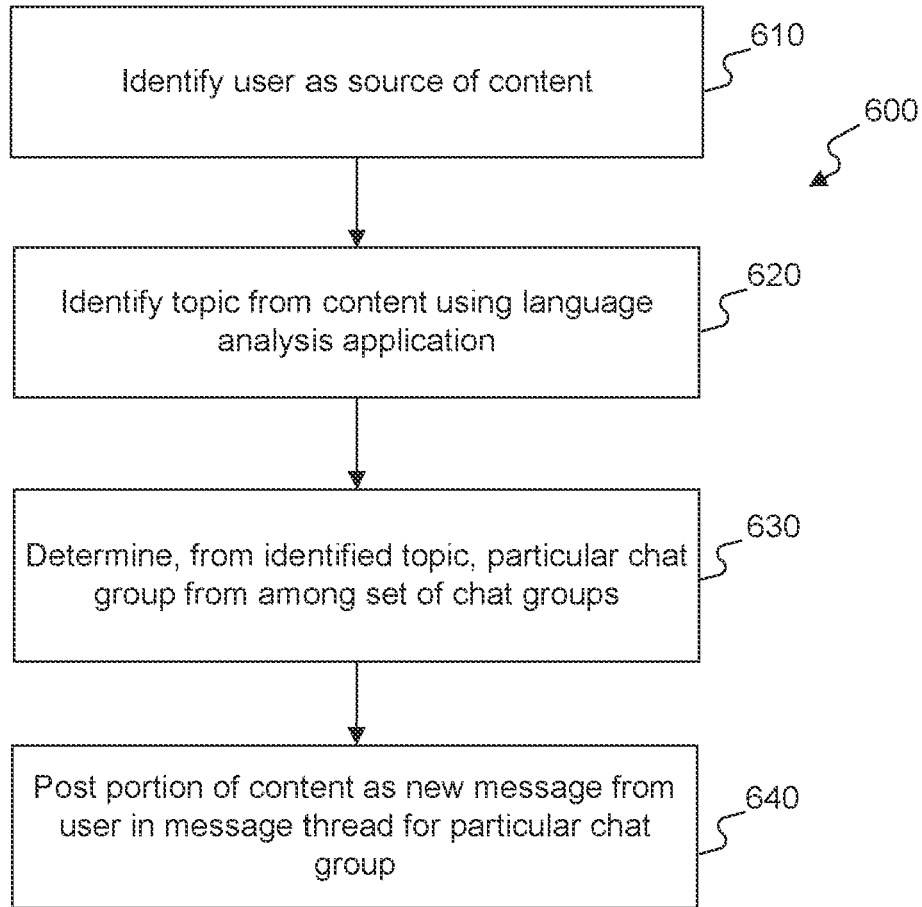 610
Identify user as source of content
600
620
Identify topic from content using language
analysis application
630
Determine, from identified topic, particular chat
group from among set of chat groups
Post portion of content as new message from
640
user in message thread for particular chat
group